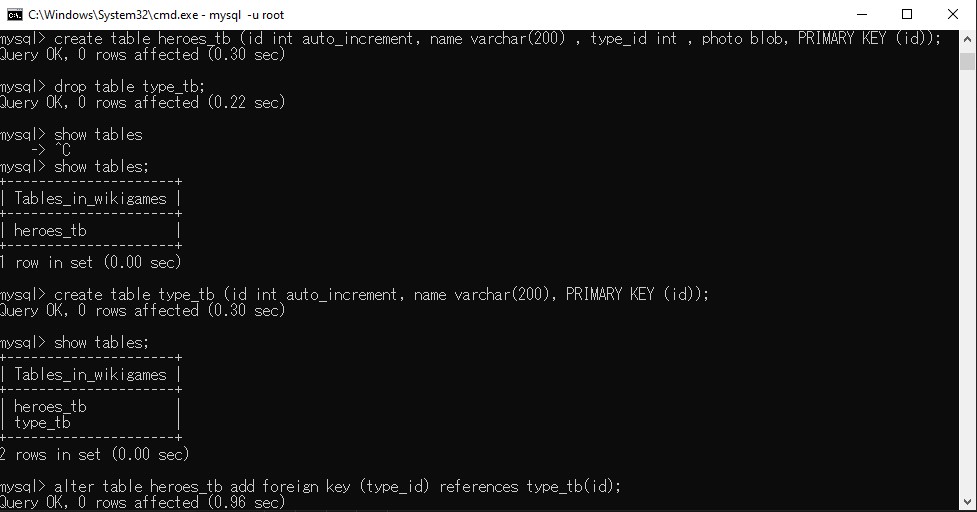 C:\Windows\System32\cmd.exe - mysql -u root
mysql> create table heroes_tb (id int auto_increment, name varchar(200) , type_id int , photo blob, PRIMARY KEY (id));
Query OK, 0 rows affected (0.30 sec)
mysql> drop table type_tb;
Query OK, 0 rows affected (0.22 sec)
mysql> show tables
    -> ^C
mysql> show tables;
+---------------------+
| Tables_in_wikigames |
+---------------------+
| heroes_tb           |
+---------------------+
1 row in set (0.00 sec)
mysql> create table type_tb (id int auto_increment, name varchar(200), PRIMARY KEY (id));
Query OK, 0 rows affected (0.30 sec)
mysql> show tables;
+---------------------+
| Tables_in_wikigames |
+---------------------+
| heroes_tb           |
| type_tb             |
+---------------------+
2 rows in set (0.00 sec)
mysql> alter table heroes_tb add foreign key (type_id) references type_tb(id);
Query OK, 0 rows affected (0.96 sec)